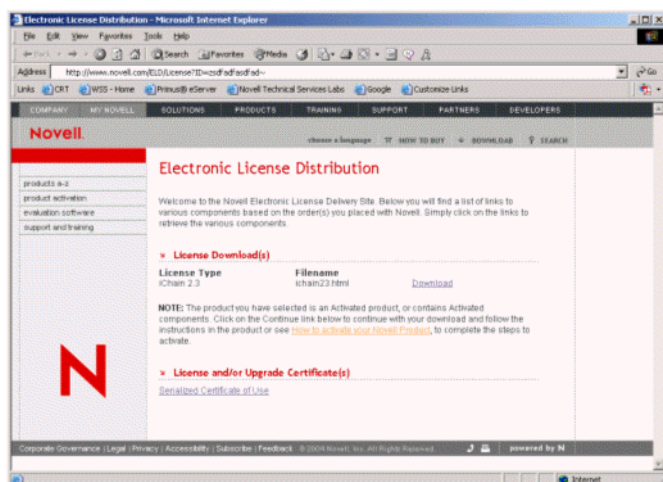 Electronic License Distribution - Microsoft Internet Explorer
File Edit View Favorites Tools Help
Back Search Favorites Media
Address http://www.novell.com/ELD/License?ID=zsdfadfasdfad~ Go
Links CRT WSS - Home Primus® eServer Novell Technical Services Labs Google Customize Links
COMPANY MY NOVELL SOLUTIONS PRODUCTS TRAINING SUPPORT PARTNERS DEVELOPERS
Novell.
choose a language HOW TO BUY DOWNLOAD SEARCH
Electronic License Distribution
products a-z
product activation
evaluation software
support and training
Welcome to the Novell Electronic License Delivery Site. Below you will find a list of links to
various components based on the order(s) you placed with Novell. Simply click on the links to
retrieve the various components.
» License Download(s)
License Type Filename
iChain 2.3 ichain23.html Download
NOTE: The product you have selected is an Activated product, or contains Activated
components. Click on the Continue link below to continue with your download and follow the
instructions in the product or see How to activate your Novell Product, to complete the steps to
activate.
N
» License and/or Upgrade Certificate(s)
Serialized Certificate of Use
Corporate Governance | Legal | Privacy | Accessibility | Subscribe | Feedback © 2004 Novell, Inc. All Rights Reserved. powered by N
Internet